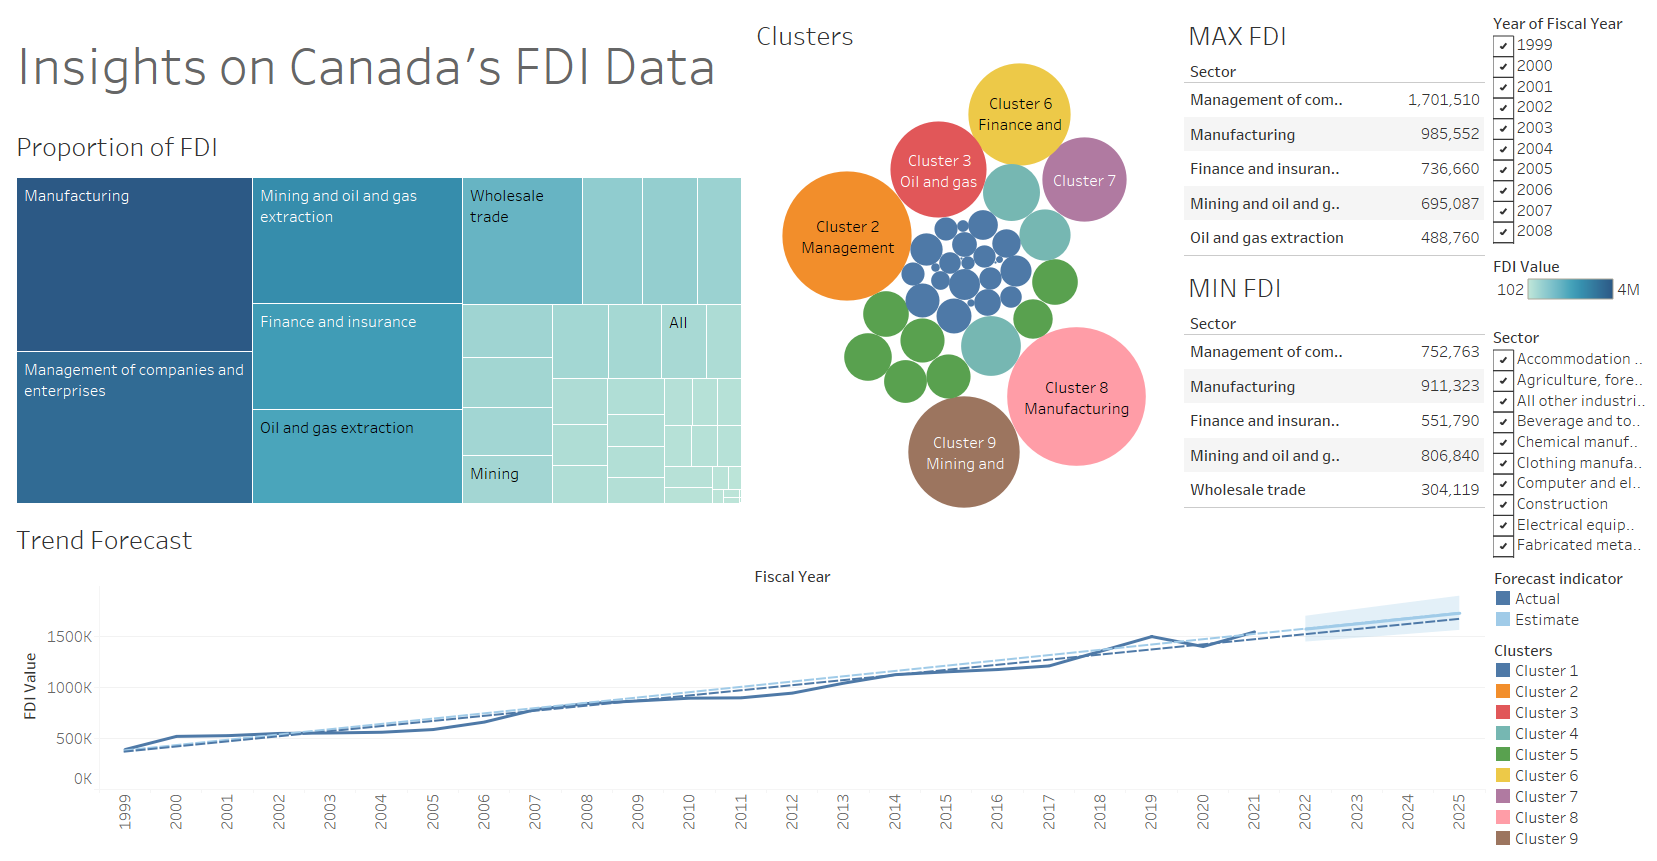 Insights on Canada's FDI Data
Proportion of FDI
Manufacturing
Management of companies and
enterprises
Mining and oil and gas
extraction
Finance and insurance
Oil and gas extraction
Wholesale
trade
All
Mining
Clusters
Cluster 6
Finance and
Cluster 3
Oil and gas
Cluster 7
Cluster 2
Management
Cluster 8
Manufacturing
Cluster 9
Mining and
MAX FDI
Sector
Management of com.. 1,701,510
Manufacturing 985,552
Finance and insuran.. 736,660
Mining and oil and g.. 695,087
Oil and gas extraction 488,760
MIN FDI
Sector
Management of com.. 752,763
Manufacturing 911,323
Finance and insuran.. 551,790
Mining and oil and g.. 806,840
Wholesale trade 304,119
Year of Fiscal Year
1999
2000
2001
2002
2003
2004
2005
2006
2007
2008
FDI Value
102 4M
Sector
Accommodation ..
Agriculture, fore..
All other industri..
Beverage and to..
Chemical manuf..
Clothing manufa..
Computer and el..
Construction
Electrical equip..
Fabricated meta..
Forecast indicator
Actual
Estimate
Clusters
Cluster 1
Cluster 2
Cluster 3
Cluster 4
Cluster 5
Cluster 6
Cluster 7
Cluster 8
Cluster 9
Trend Forecast
Fiscal Year
FDI Value
1500K
1000K
500K
0K
1999 2000 2001 2002 2003 2004 2005 2006 2007 2008 2009 2010 2011 2012 2013 2014 2015 2016 2017 2018 2019 2020 2021 2022 2023 2024 2025